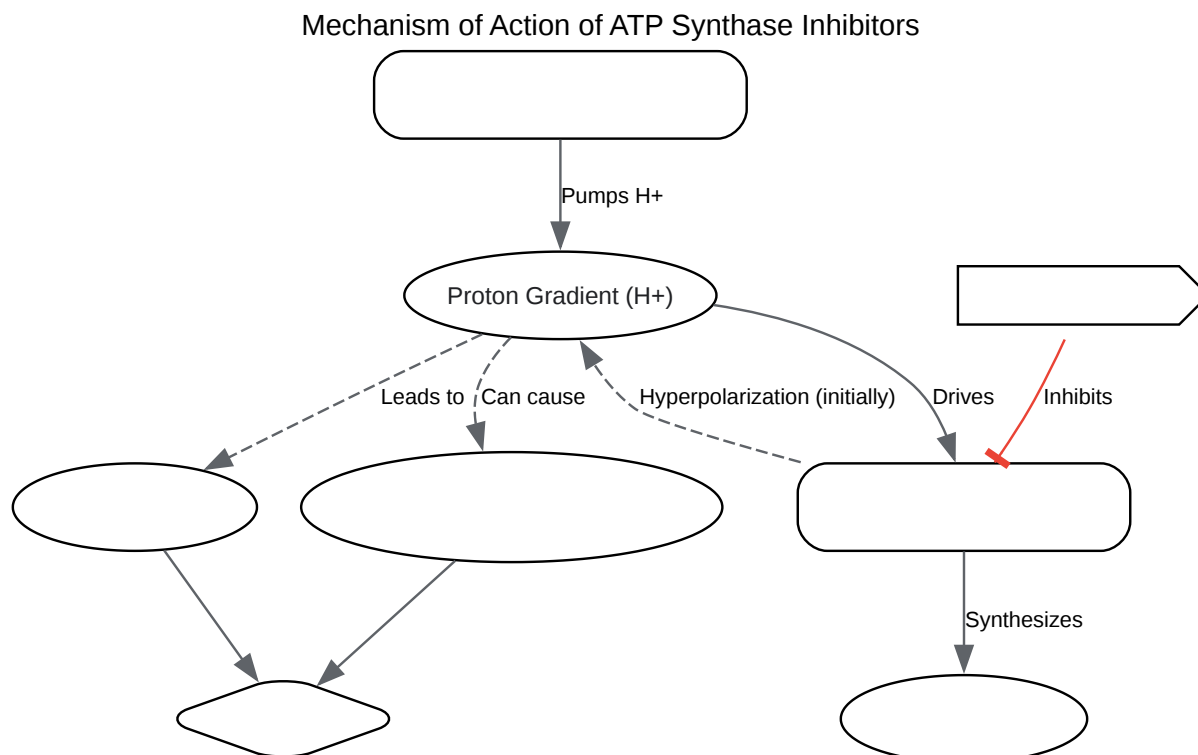 Mechanism of Action of ATP Synthase Inhibitors
Pumps H+
Proton Gradient (H+)
Leads to
Can cause
Hyperpolarization (initially)
Drives
Inhibits
Synthesizes